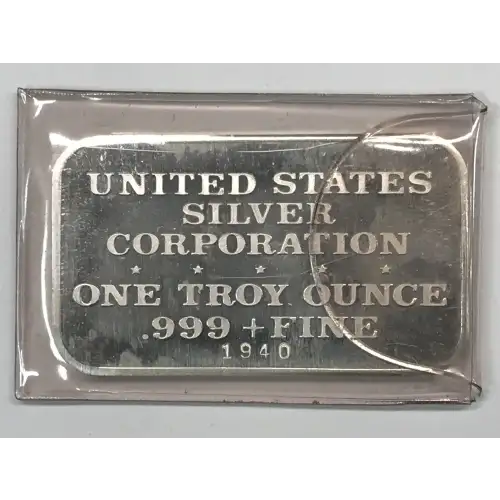 UNITED STATES
SILVER
CORPORATION
ONE TROY OUNCE
.999 + FINE
1940